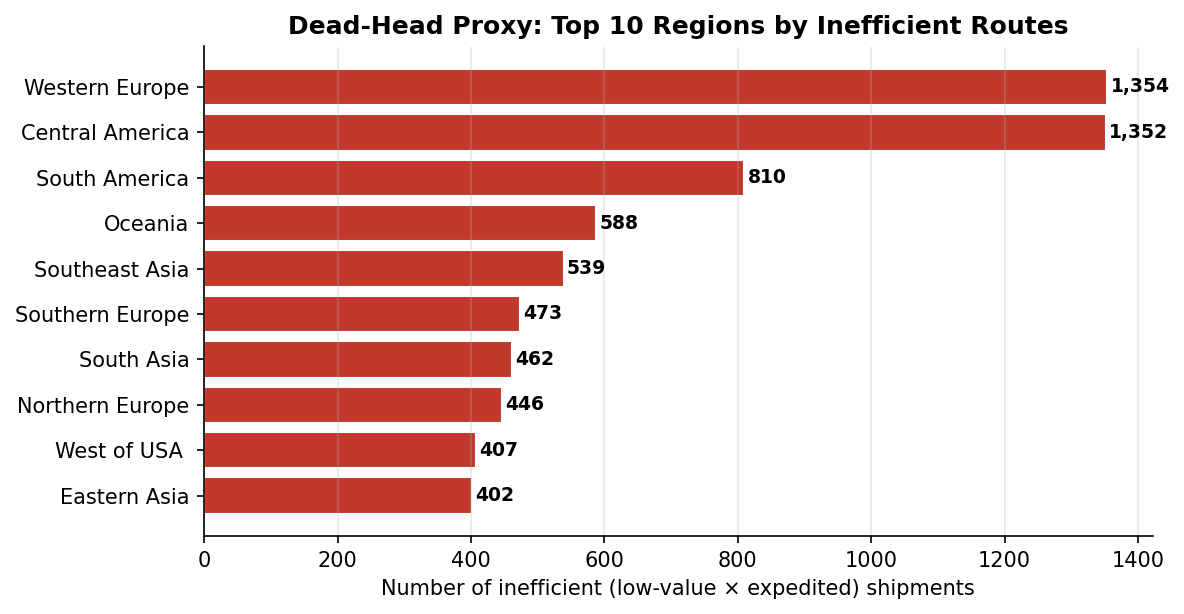 Dead-Head Proxy: Top 10 Regions by Inefficient Routes
Western Europe 1,354
Central America 1,352
South America 810
Oceania 588
Southeast Asia 539
Southern Europe 473
South Asia 462
Northern Europe 446
West of USA 407
Eastern Asia 402
0 200 400 600 800 1000 1200 1400
Number of inefficient (low-value × expedited) shipments